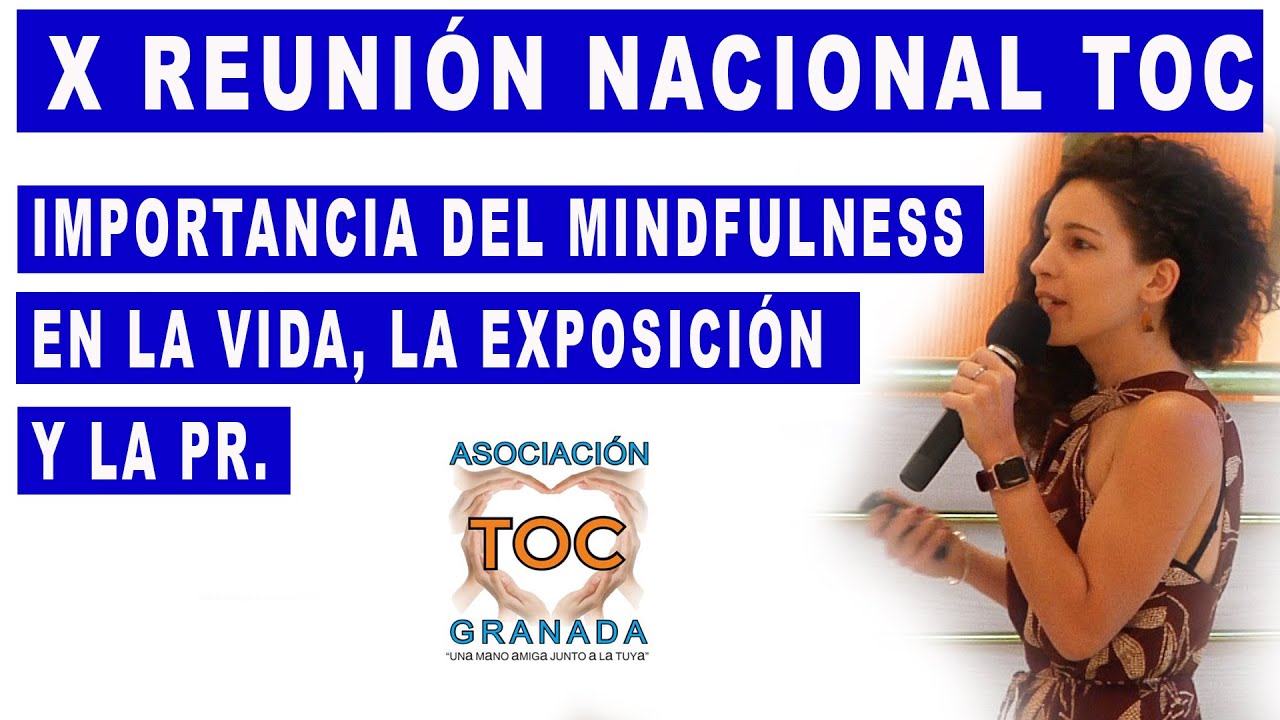 X REUNIÓN NACIONAL TOC
IMPORTANCIA DEL MINDFULNESS
EN LA VIDA, LA EXPOSICIÓN
Y LA PR.
ASOCIACIÓN
TOC
GRANADA
"UNa MaNO aMIGa JUNTO a La TUYa"